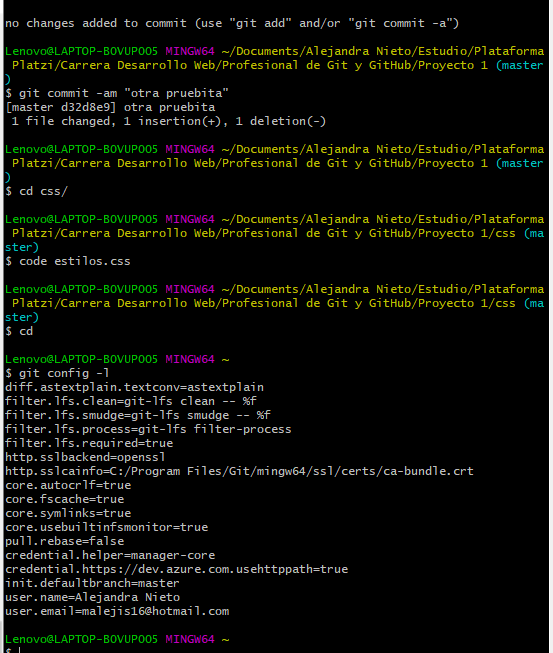 no changes added to commit (use "git add" and/or "git commit -a")
Lenovo@LAPTOP-BOVUPOO5 MINGW64 ~/Documents/Alejandra Nieto/Estudio/Plataforma
 Platzi/Carrera Desarrollo Web/Profesional de Git y GitHub/Proyecto 1 (master
)
$ git commit -am "otra pruebita"
[master d32d8e9] otra pruebita
 1 file changed, 1 insertion(+), 1 deletion(-)
Lenovo@LAPTOP-BOVUPOO5 MINGW64 ~/Documents/Alejandra Nieto/Estudio/Plataforma
 Platzi/Carrera Desarrollo Web/Profesional de Git y GitHub/Proyecto 1 (master
)
$ cd css/
Lenovo@LAPTOP-BOVUPOO5 MINGW64 ~/Documents/Alejandra Nieto/Estudio/Plataforma
 Platzi/Carrera Desarrollo Web/Profesional de Git y GitHub/Proyecto 1/css (ma
ster)
$ code estilos.css
Lenovo@LAPTOP-BOVUPOO5 MINGW64 ~/Documents/Alejandra Nieto/Estudio/Plataforma
 Platzi/Carrera Desarrollo Web/Profesional de Git y GitHub/Proyecto 1/css (ma
ster)
$ cd
Lenovo@LAPTOP-BOVUPOO5 MINGW64 ~
$ git config -l
diff.astextplain.textconv=astextplain
filter.lfs.clean=git-lfs clean -- %f
filter.lfs.smudge=git-lfs smudge -- %f
filter.lfs.process=git-lfs filter-process
filter.lfs.required=true
http.sslbackend=openssl
http.sslcainfo=C:/Program Files/Git/mingw64/ssl/certs/ca-bundle.crt
core.autocrlf=true
core.fscache=true
core.symlinks=true
core.usebuiltinfsmonitor=true
pull.rebase=false
credential.helper=manager-core
credential.https://dev.azure.com.usehttppath=true
init.defaultbranch=master
user.name=Alejandra Nieto
user.email=malejis16@hotmail.com
Lenovo@LAPTOP-BOVUPOO5 MINGW64 ~
$